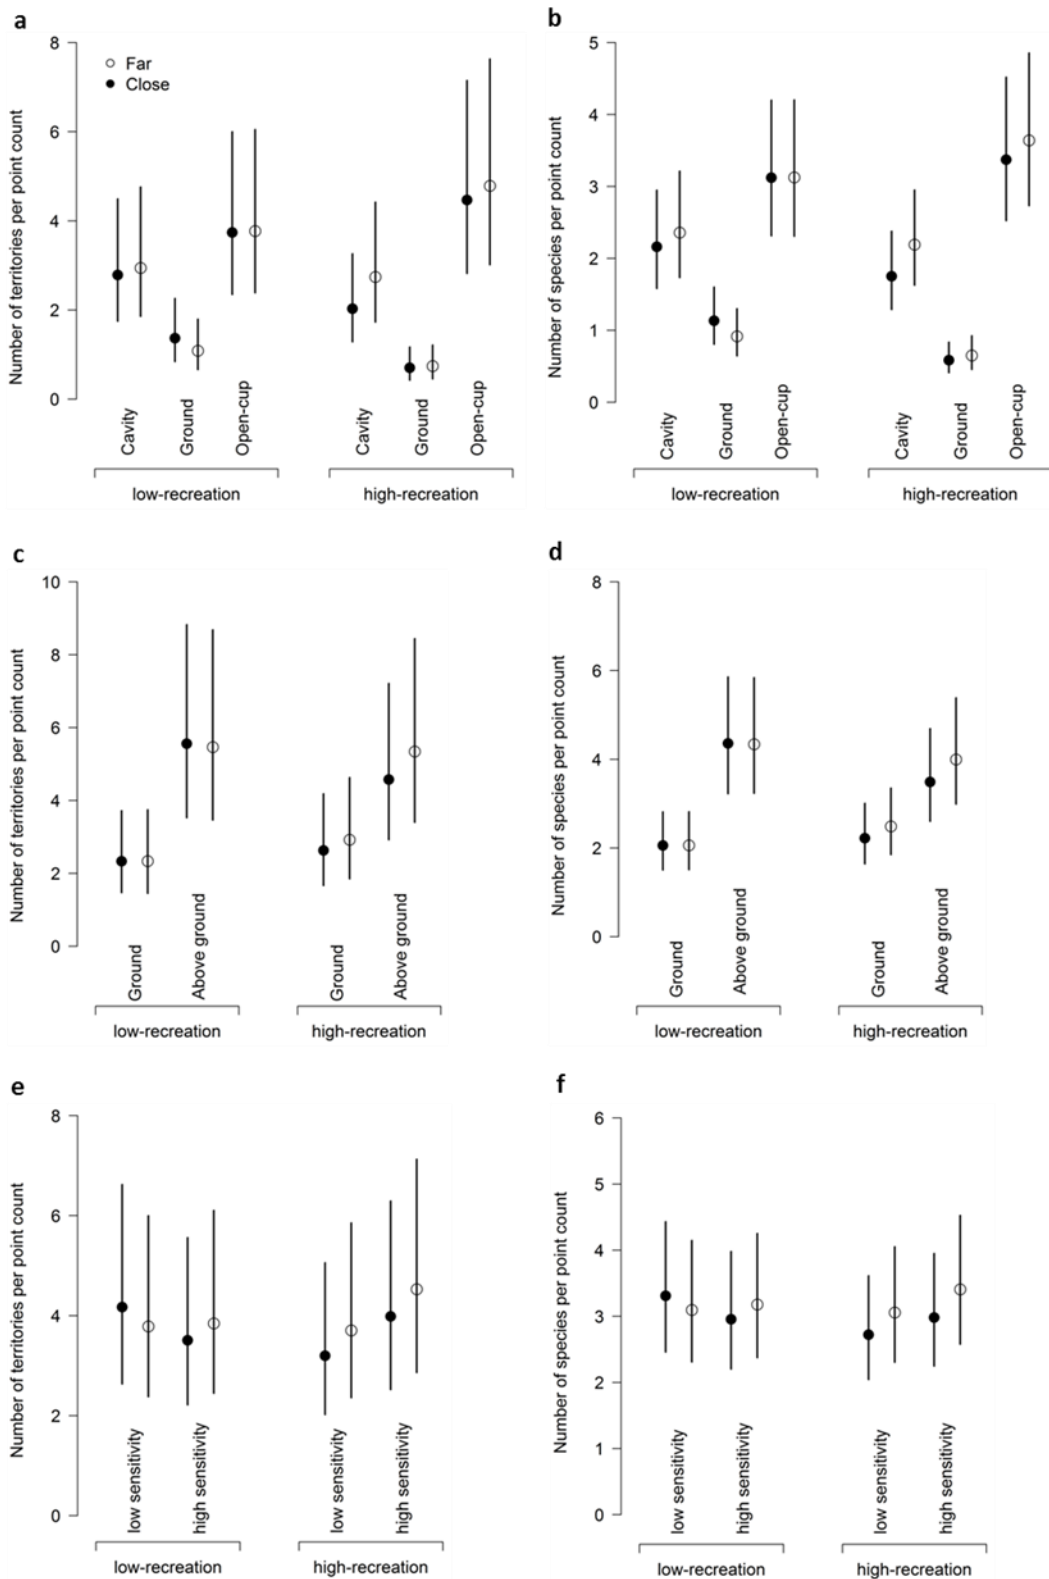 a
Number of territories per point count
8
6
4
2
0
Far
Close
Cavity
Ground
Open-cup
low-recreation
Cavity
Ground
Open-cup
high-recreation
b
Number of species per point count
5
4
3
2
1
0
Cavity
Ground
Open-cup
low-recreation
Cavity
Ground
Open-cup
high-recreation
c
Number of territories per point count
10
8
6
4
2
0
Ground
Above ground
low-recreation
Ground
Above ground
high-recreation
d
Number of species per point count
8
6
4
2
0
Ground
Above ground
low-recreation
Ground
Above ground
high-recreation
e
Number of territories per point count
8
6
4
2
0
low sensitivity
high sensitivity
low-recreation
low sensitivity
high sensitivity
high-recreation
f
Number of species per point count
6
5
4
3
2
1
0
low sensitivity
high sensitivity
low-recreation
low sensitivity
high sensitivity
high-recreation